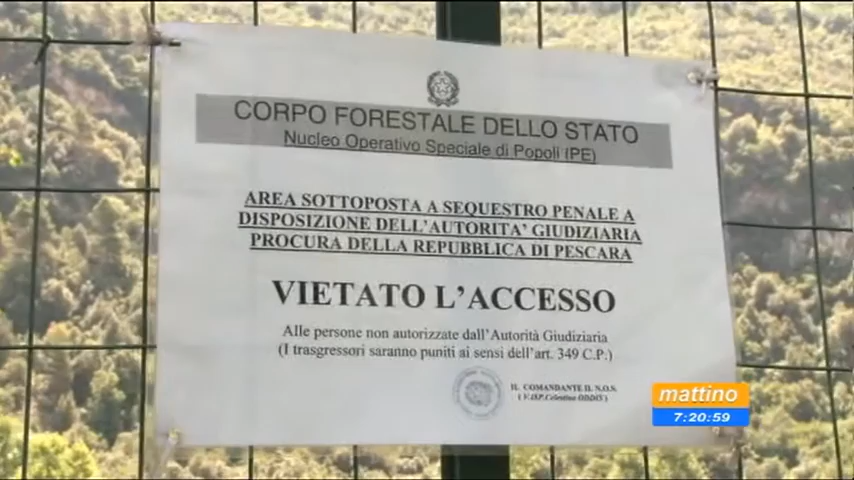 CORPO FORESTALE DELLO STATO
Nucleo Operativo Speciale di Popoli (PE)
AREA SOTTOPOSTA A SEQUESTRO PENALE A
DISPOSIZIONE DELL'AUTORITA' GIUDIZIARIA
PROCURA DELLA REPUBBLICA DI PESCARA
VIETATO L'ACCESSO
Alle persone non autorizzate dall'Autorità Giudiziaria
(I trasgressori saranno puniti ai sensi dell'art. 349 C.P.)
IL COMANDANTE IL N.O.S.
mattino
7:20:59